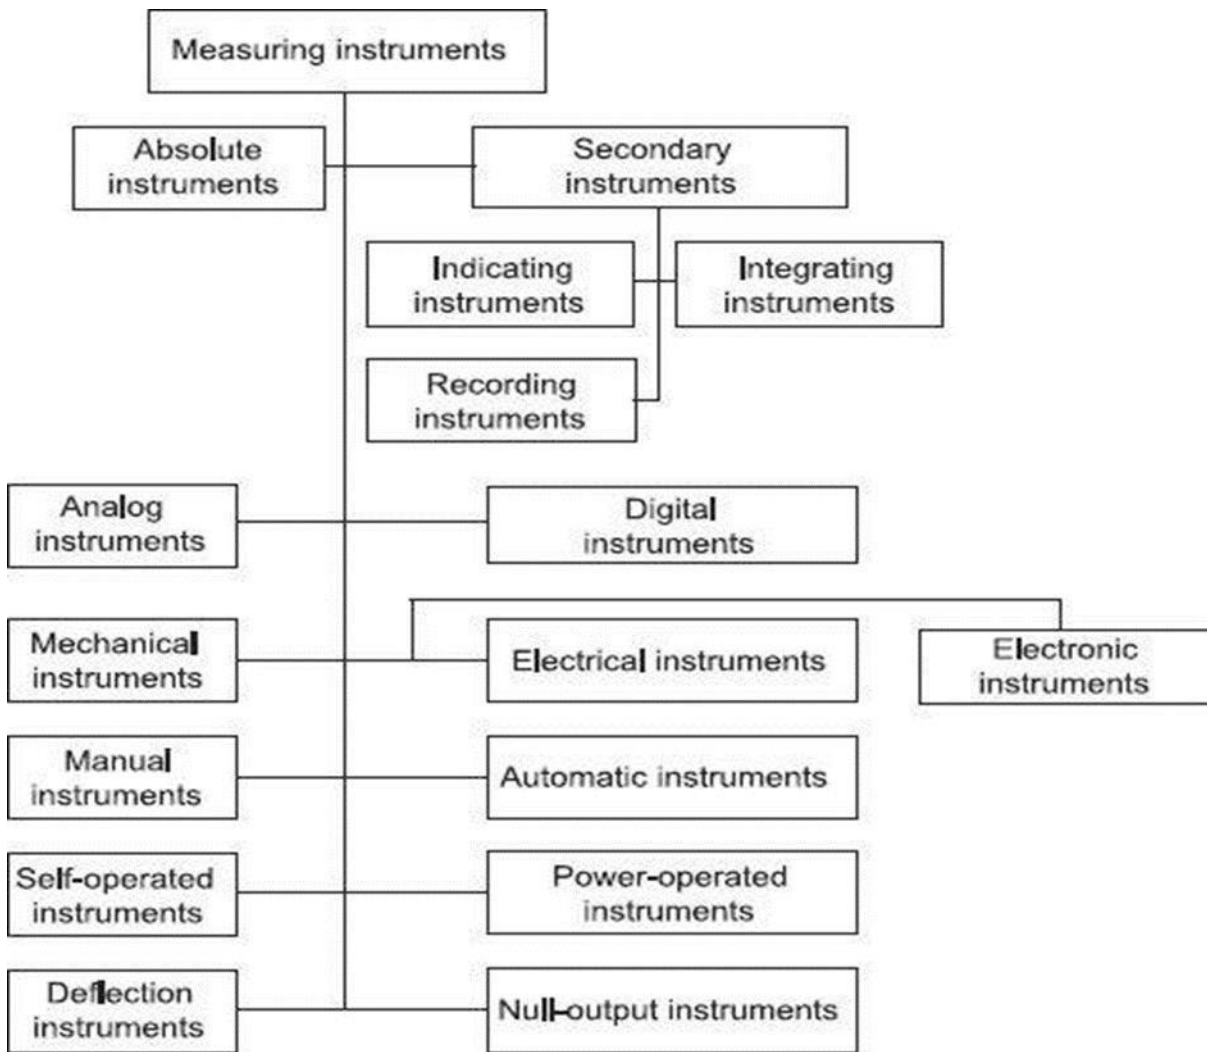 Measuring instruments
Absolute
instruments
Secondary
instruments
Indicating
instruments
Integrating
instruments
Recording
instruments
Analog
instruments
Digital
instruments
Mechanical
instruments
Electrical instruments
Electronic
instruments
Manual
instruments
Automatic instruments
Self-operated
instruments
Power-operated
instruments
Deflection
instruments
Null-output instruments